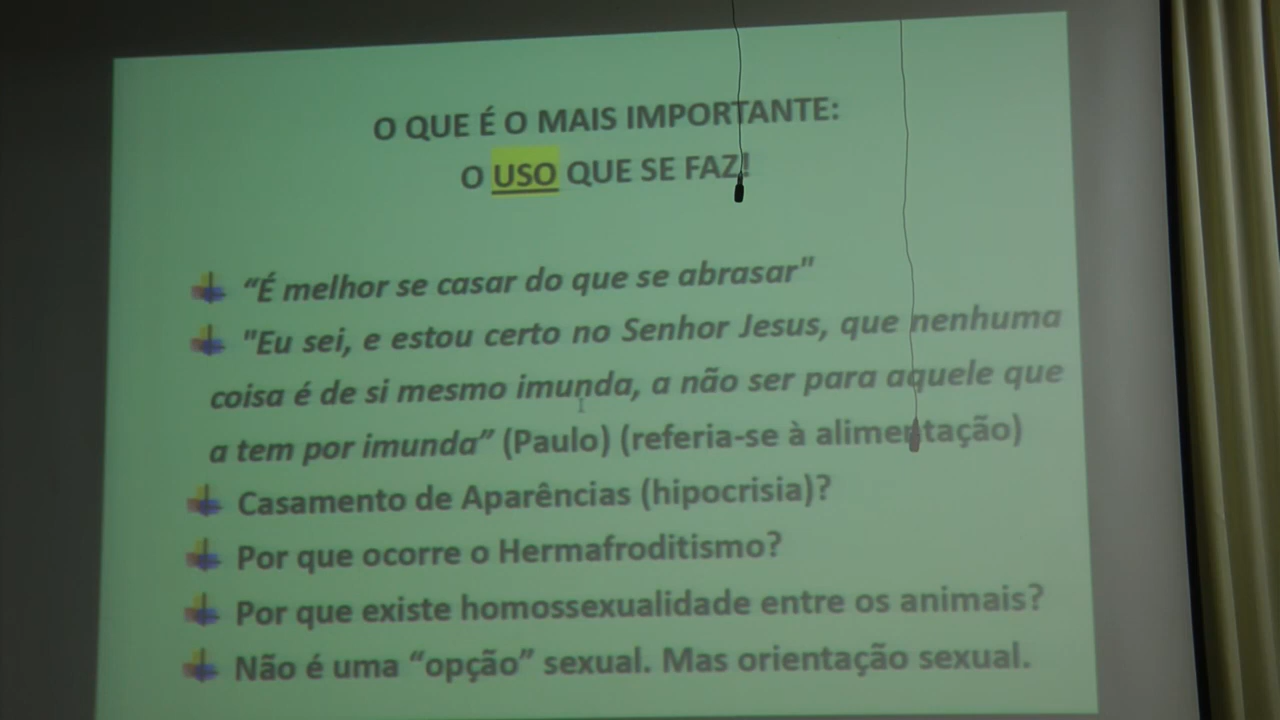 O QUE É O MAIS IMPORTANTE:
O USO QUE SE FAZ!
“É melhor se casar do que se abrasar"
"Eu sei, e estou certo no Senhor Jesus, que nenhuma
coisa é de si mesmo imunda, a não ser para aquele que
a tem por imunda” (Paulo) (referia-se à alimentação)
Casamento de Aparências (hipocrisia)?
Por que ocorre o Hermafroditismo?
Por que existe homossexualidade entre os animais?
Não é uma “opção” sexual. Mas orientação sexual.